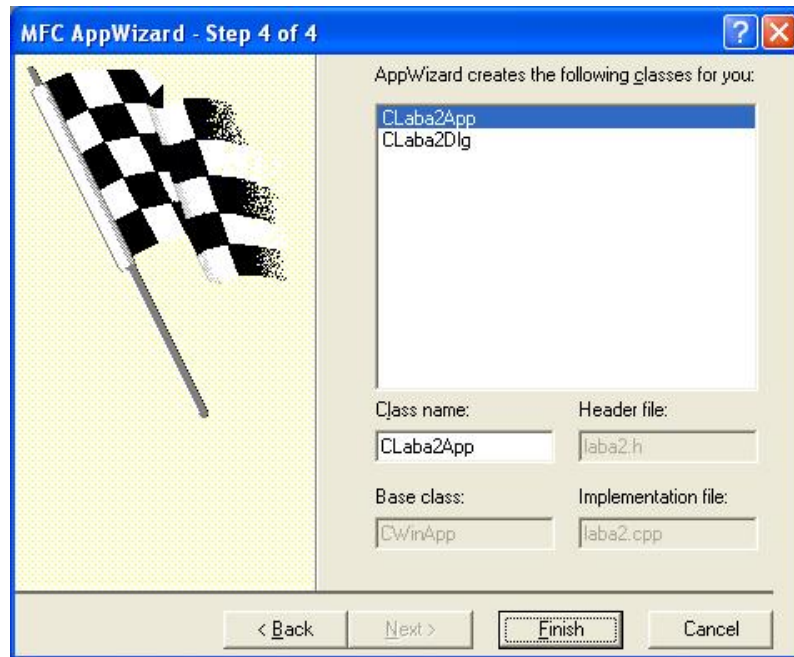 MFC AppWizard - Step 4 of 4
AppWizard creates the following classes for you:
CLaba2App
CLaba2Dlg
Class name:
Header file:
CLaba2App
laba2.h
Base class:
Implementation file:
CWinApp
laba2.cpp
< Back
Next >
Finish
Cancel